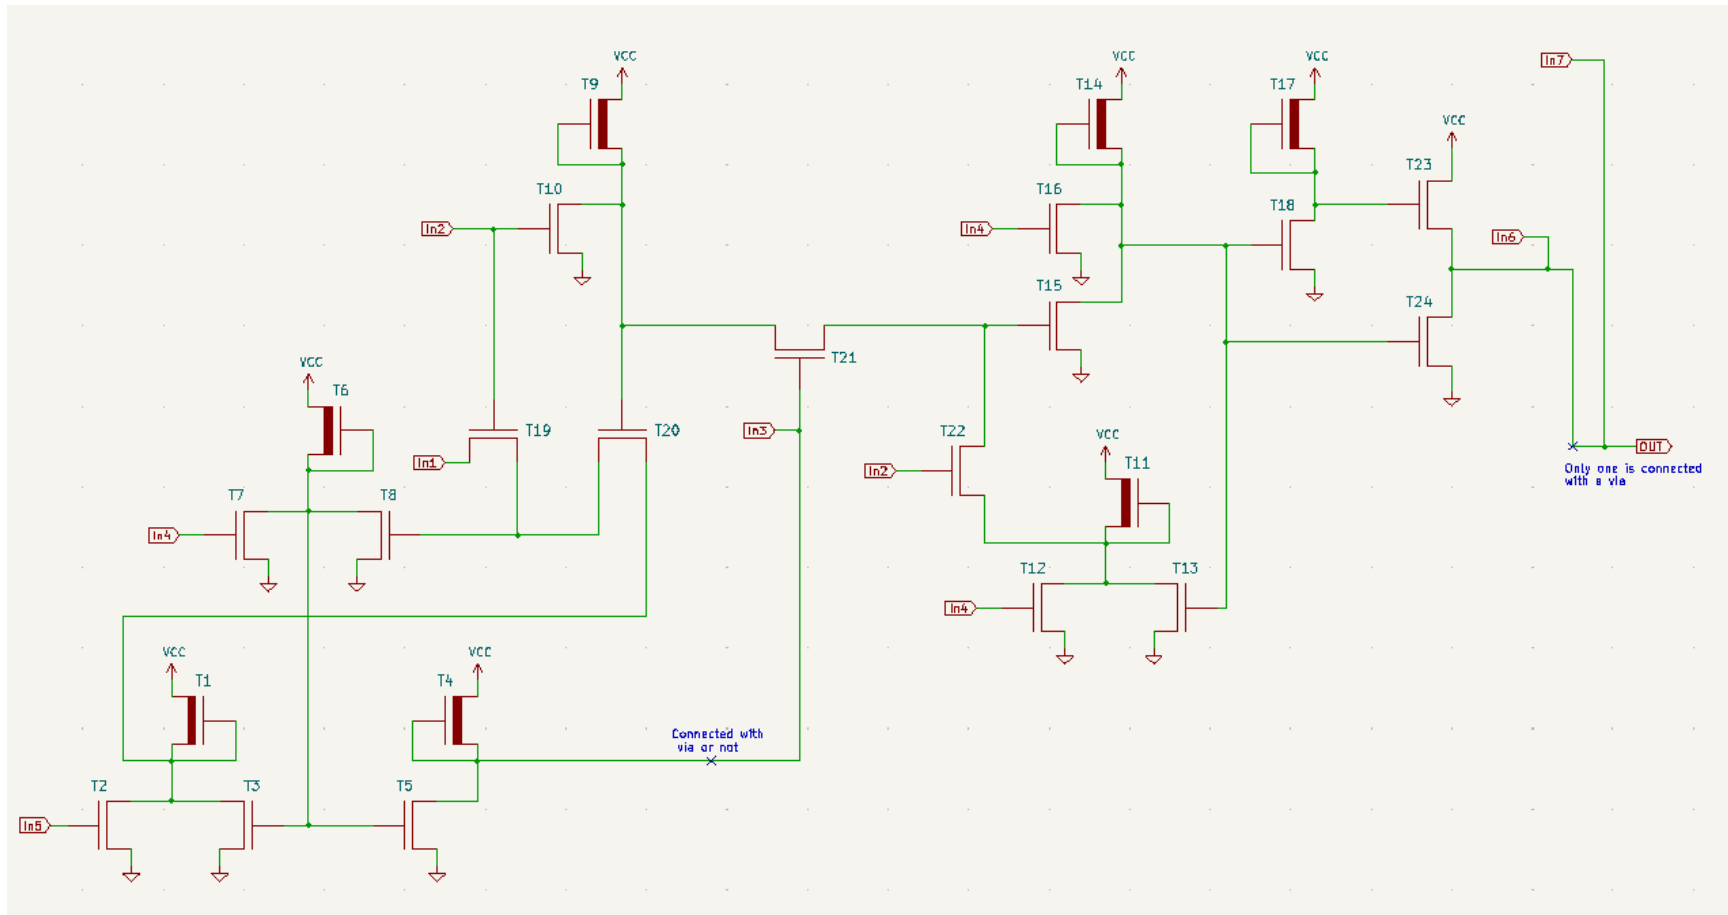 VCC
VCC
VCC
In7
T9
T14
T17
VCC
T23
T10
T16
T18
In2
In4
In6
T15
T24
T21
VCC
T6
In3
T19
T20
T22
VCC
OUT
In1
In2
T11
Only one is connected
with a via
T7
T8
In4
T12
T13
In4
VCC
VCC
T1
T4
Connected with
via or not
T2
T3
T5
In5